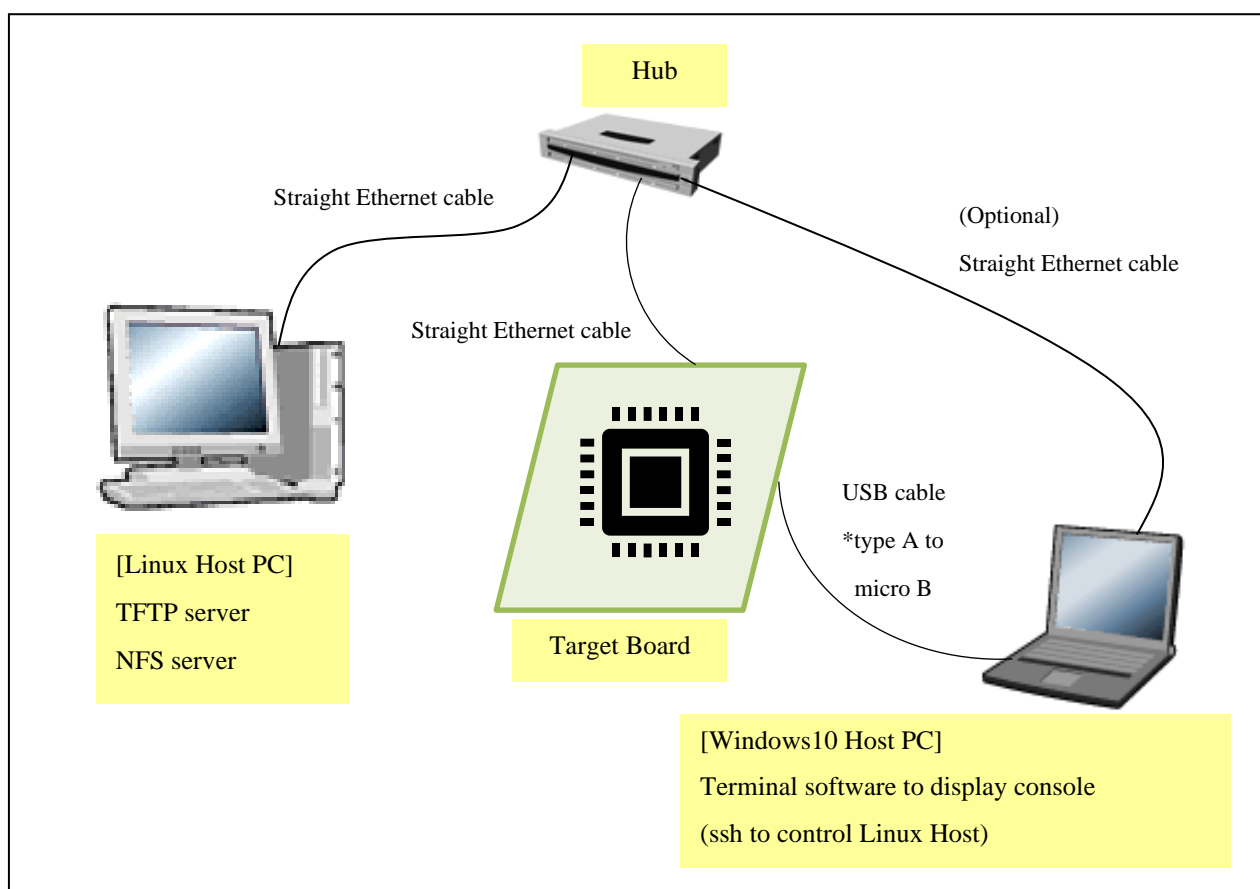 Hub
Straight Ethernet cable
(Optional)
Straight Ethernet cable
Straight Ethernet cable
USB cable
*type A to
micro B
[Linux Host PC]
TFTP server
NFS server
Target Board
[Windows10 Host PC]
Terminal software to display console
(ssh to control Linux Host)